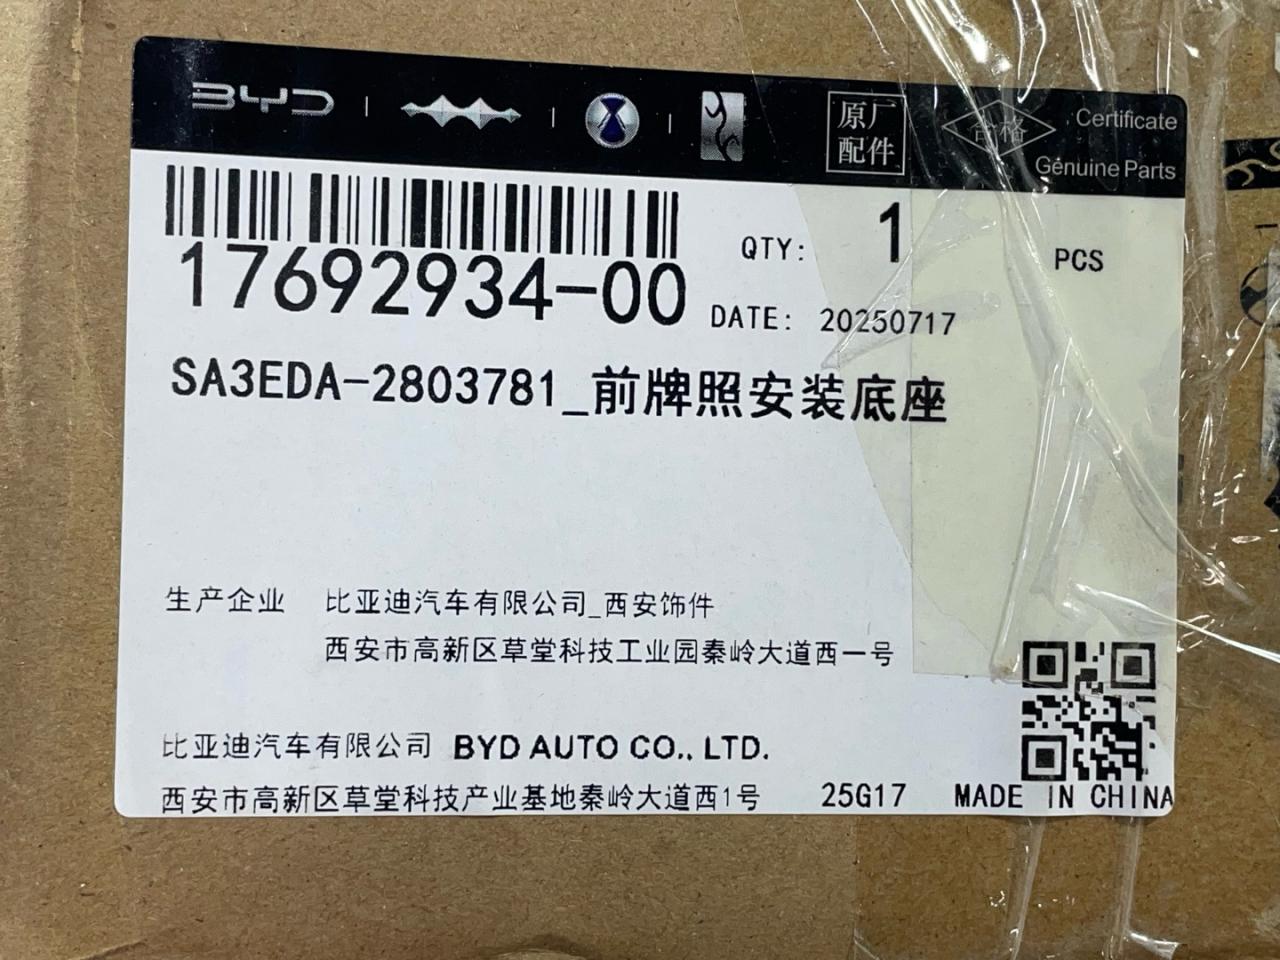 BYD
原厂
配件
合格
Certificate
Genuine Parts
17692934-00
QTY: 1 PCS
DATE: 20250717
SA3EDA-2803781_前牌照安装底座
生产企业 比亚迪汽车有限公司_西安饰件
西安市高新区草堂科技工业园秦岭大道西一号
比亚迪汽车有限公司 BYD AUTO CO., LTD.
西安市高新区草堂科技产业基地秦岭大道西1号 25G17 MADE IN CHINA